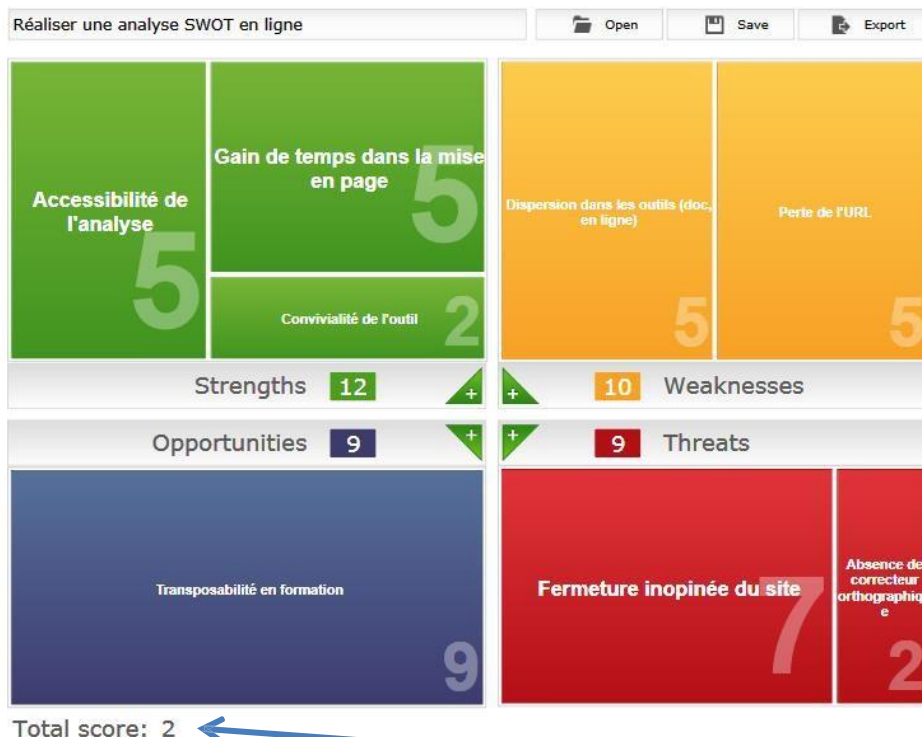 Réaliser une analyse SWOT en ligne
Open
Save
Export
Accessibilité de
l'analyse
5
Gain de temps dans la mise
en page
5
Convivialité de l'outil
2
Dispersion dans les outils (doc,
en ligne)
5
Perte de l'URL
5
Strengths 12
+
+
10 Weaknesses
Opportunities 9
+
+
9 Threats
Transposabilité en formation
9
Fermeture inopinée du site
7
Absence de
correcteur
orthographiq
e
2
Total score: 2